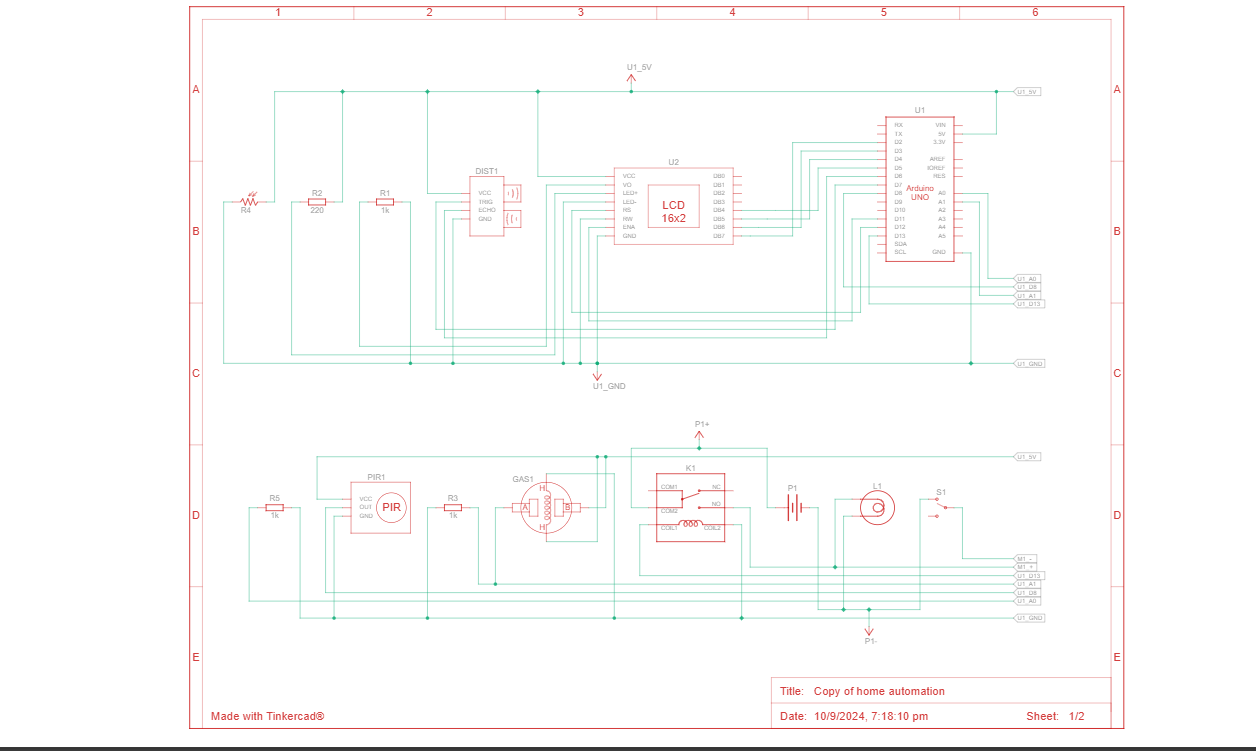 1 2 3 4 5 6
A A
U1_5V
U1_5V
U1
RX VIN
TX 5V
D2 3.3V
D3
D4 AREF
D5 IOREF
D6 RES
D7
Arduino
UNO
D8 A0
D9 A1
D10 A2
D11 A3
D12 A4
D13 A5
SDA
SCL GND
U2
VCC DB0
VO DB1
LED+ DB2
LED- DB3
RS DB4
RW DB5
ENA DB6
GND DB7
LCD
16x2
DIST1
VCC
TRIG
ECHO
GND
R4
R2
220
R1
1k
B B
U1_A0
U1_D8
U1_A1
U1_D13
U1_GND
U1_GND
C C
P1+
U1_5V
PIR1
VCC
OUT
GND
PIR
R5
1k
R3
1k
GAS1
H
A B
H
K1
COM1 NC
NO
COM2
COIL1 COIL2
P1
L1
S1
D D
M1_-
M1_+
U1_D13
U1_A1
U1_D8
U1_A0
U1_GND
P1-
E E
Title: Copy of home automation
Made with Tinkercad®
Date: 10/9/2024, 7:18:10 pm Sheet: 1/2